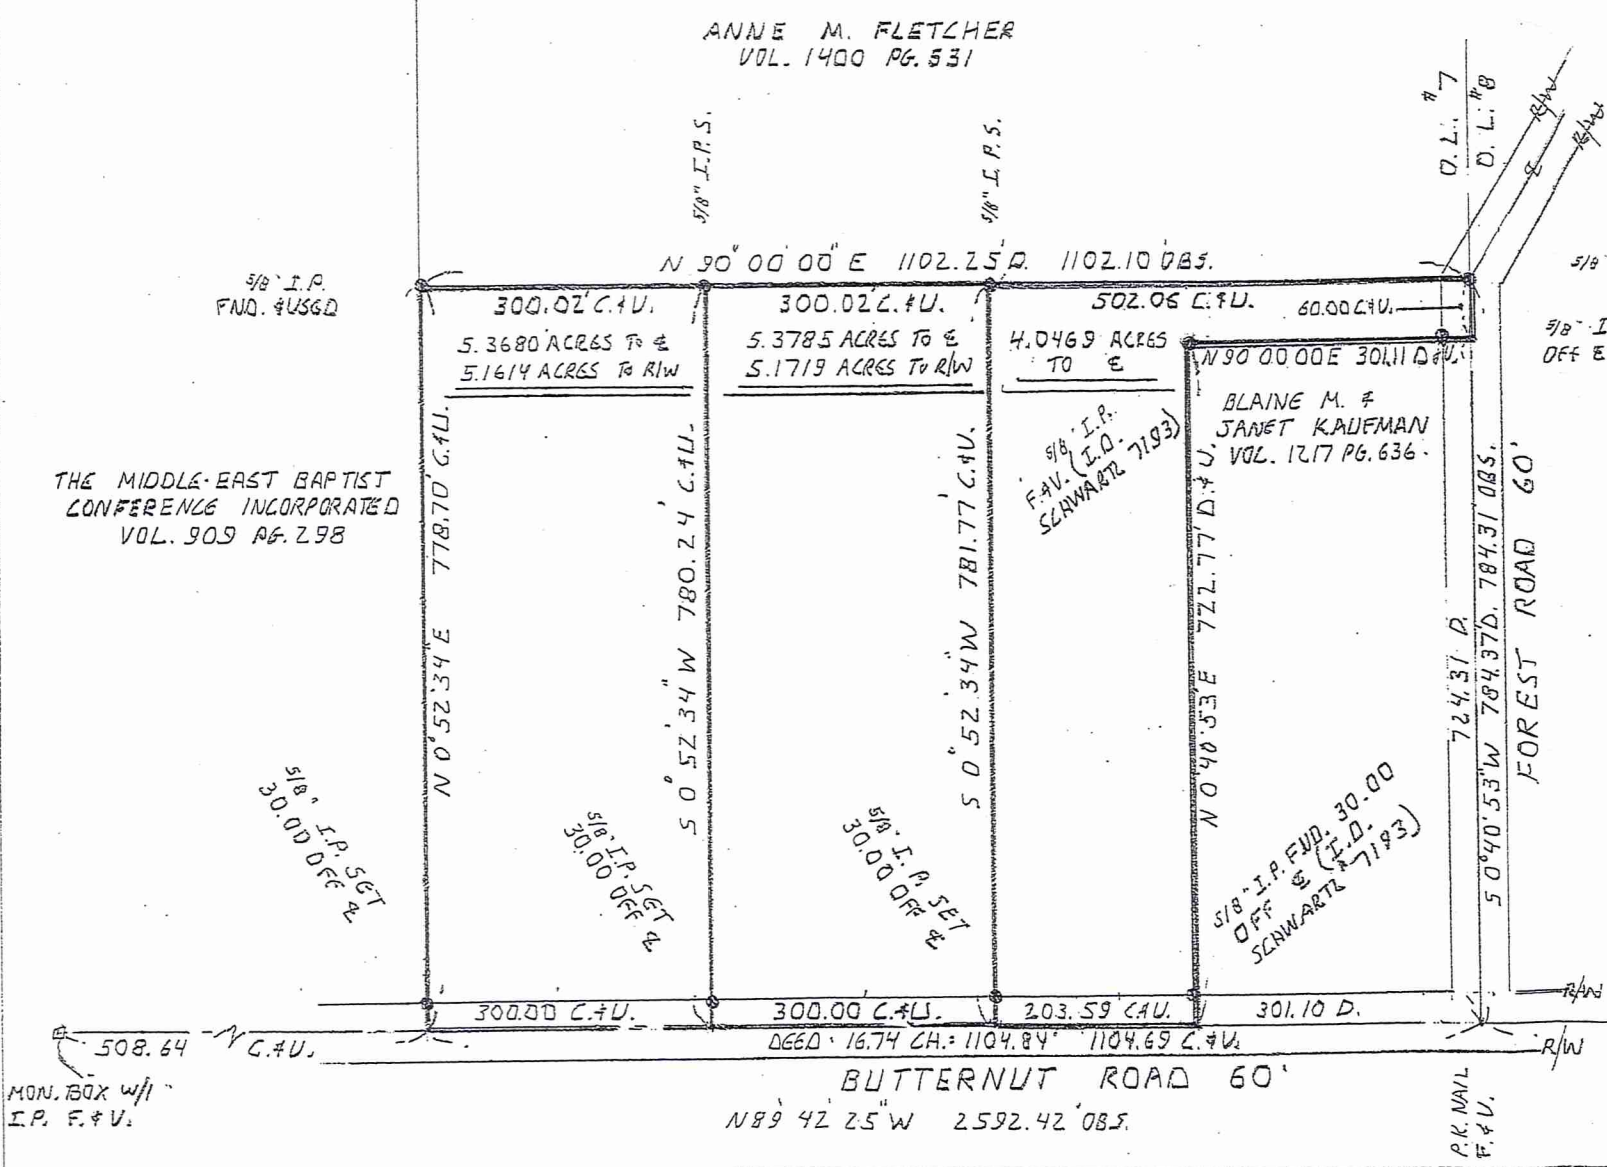 ANNE M. FLETCHER
VOL. 1400 PG. 531
O.L. #7
O.L. #8
R/W
℄
R/W
5/8" I.P.S.
5/8" I.P.S.
N 90° 00' 00" E 1102.25' D. 1102.10' OBS.
5/8" I.P.
FND. & USED
300.02' C.&U.
300.02' C.&U.
502.06 C.&U.
60.00 C.&U.
5/8"
5/8" I
OFF ℄
5.3680 ACRES TO ℄
5.1614 ACRES TO R/W
5.3785 ACRES TO ℄
5.1719 ACRES TO R/W
4.0469 ACRES
TO ℄
N 90 00 00 E 301.11 D.&U.
BLAINE M. &
JANET KAUFMAN
VOL. 1217 PG. 636
5/8" I.P.
F.&U. (I.D.
SCHWARTZ 7193)
THE MIDDLE-EAST BAPTIST
CONFERENCE INCORPORATED
VOL. 909 PG. 298
N 0° 52' 34" E 778.70' C.&U.
S 0° 52' 34" W 780.24' C.&U.
S 0° 52' 34" W 781.77' C.&U.
N 0° 40' 53" E 722.77' D.&U.
724.37 D.
S 0° 40' 53" W 784.37' D. 784.31' OBS.
FOREST ROAD 60'
5/8" I.P. SET
30.00 OFF ℄
5/8" I.P. SET
30.00 OFF ℄
5/8" I.P. SET
30.00 OFF ℄
5/8" I.P. FND. 30.00
OFF ℄ (I.D.
SCHWARTZ 7193)
300.00 C.&U.
300.00 C.&U.
203.59 C.&U.
301.10 D.
R/W
508.64 C.&U.
DEED: 16.74 CH.= 1104.84' 1104.69 C.&U.
R/W
MON. BOX W/1"
I.P. F.&U.
BUTTERNUT ROAD 60'
N 89° 42' 25" W 2592.42' OBS.
P.K. NAIL
F.&U.